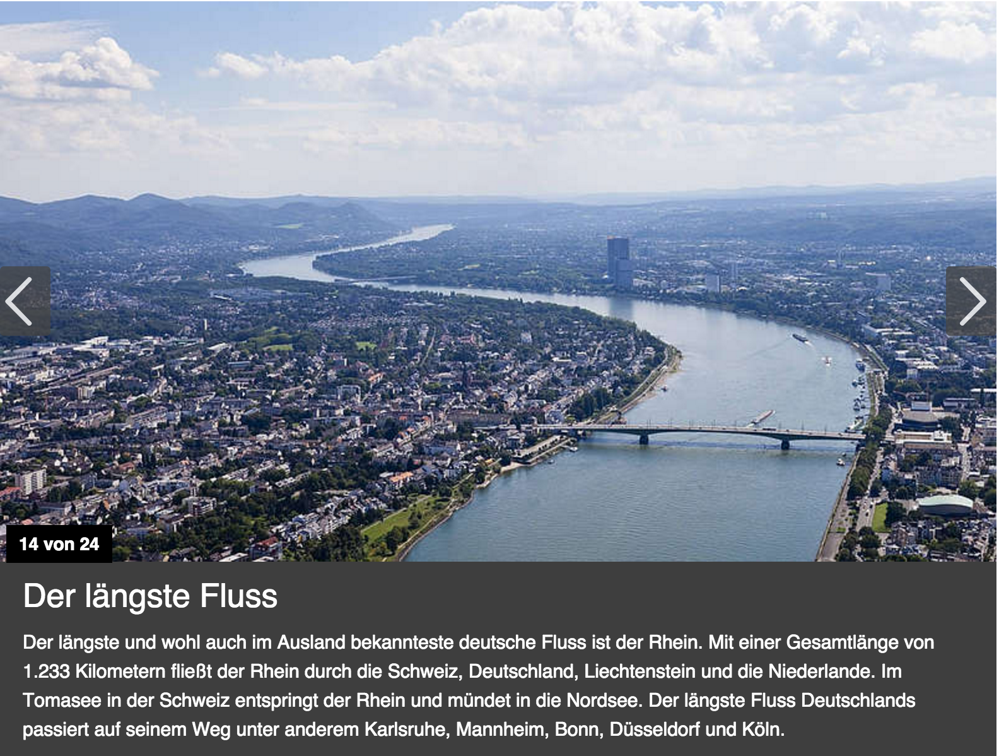 14 von 24
Der längste Fluss
Der längste und wohl auch im Ausland bekannteste deutsche Fluss ist der Rhein. Mit einer Gesamtlänge von
1.233 Kilometern fließt der Rhein durch die Schweiz, Deutschland, Liechtenstein und die Niederlande. Im
Tomasee in der Schweiz entspringt der Rhein und mündet in die Nordsee. Der längste Fluss Deutschlands
passiert auf seinem Weg unter anderem Karlsruhe, Mannheim, Bonn, Düsseldorf und Köln.